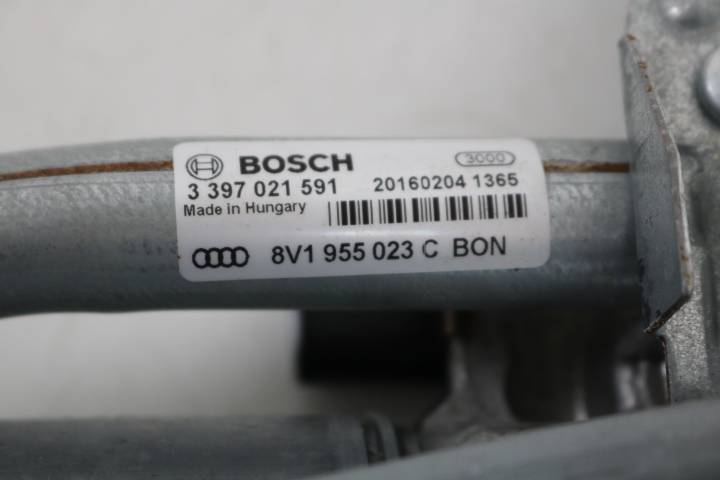 BOSCH 3000
3 397 021 591 20160204 1365
Made in Hungary
8V1 955 023 C BON